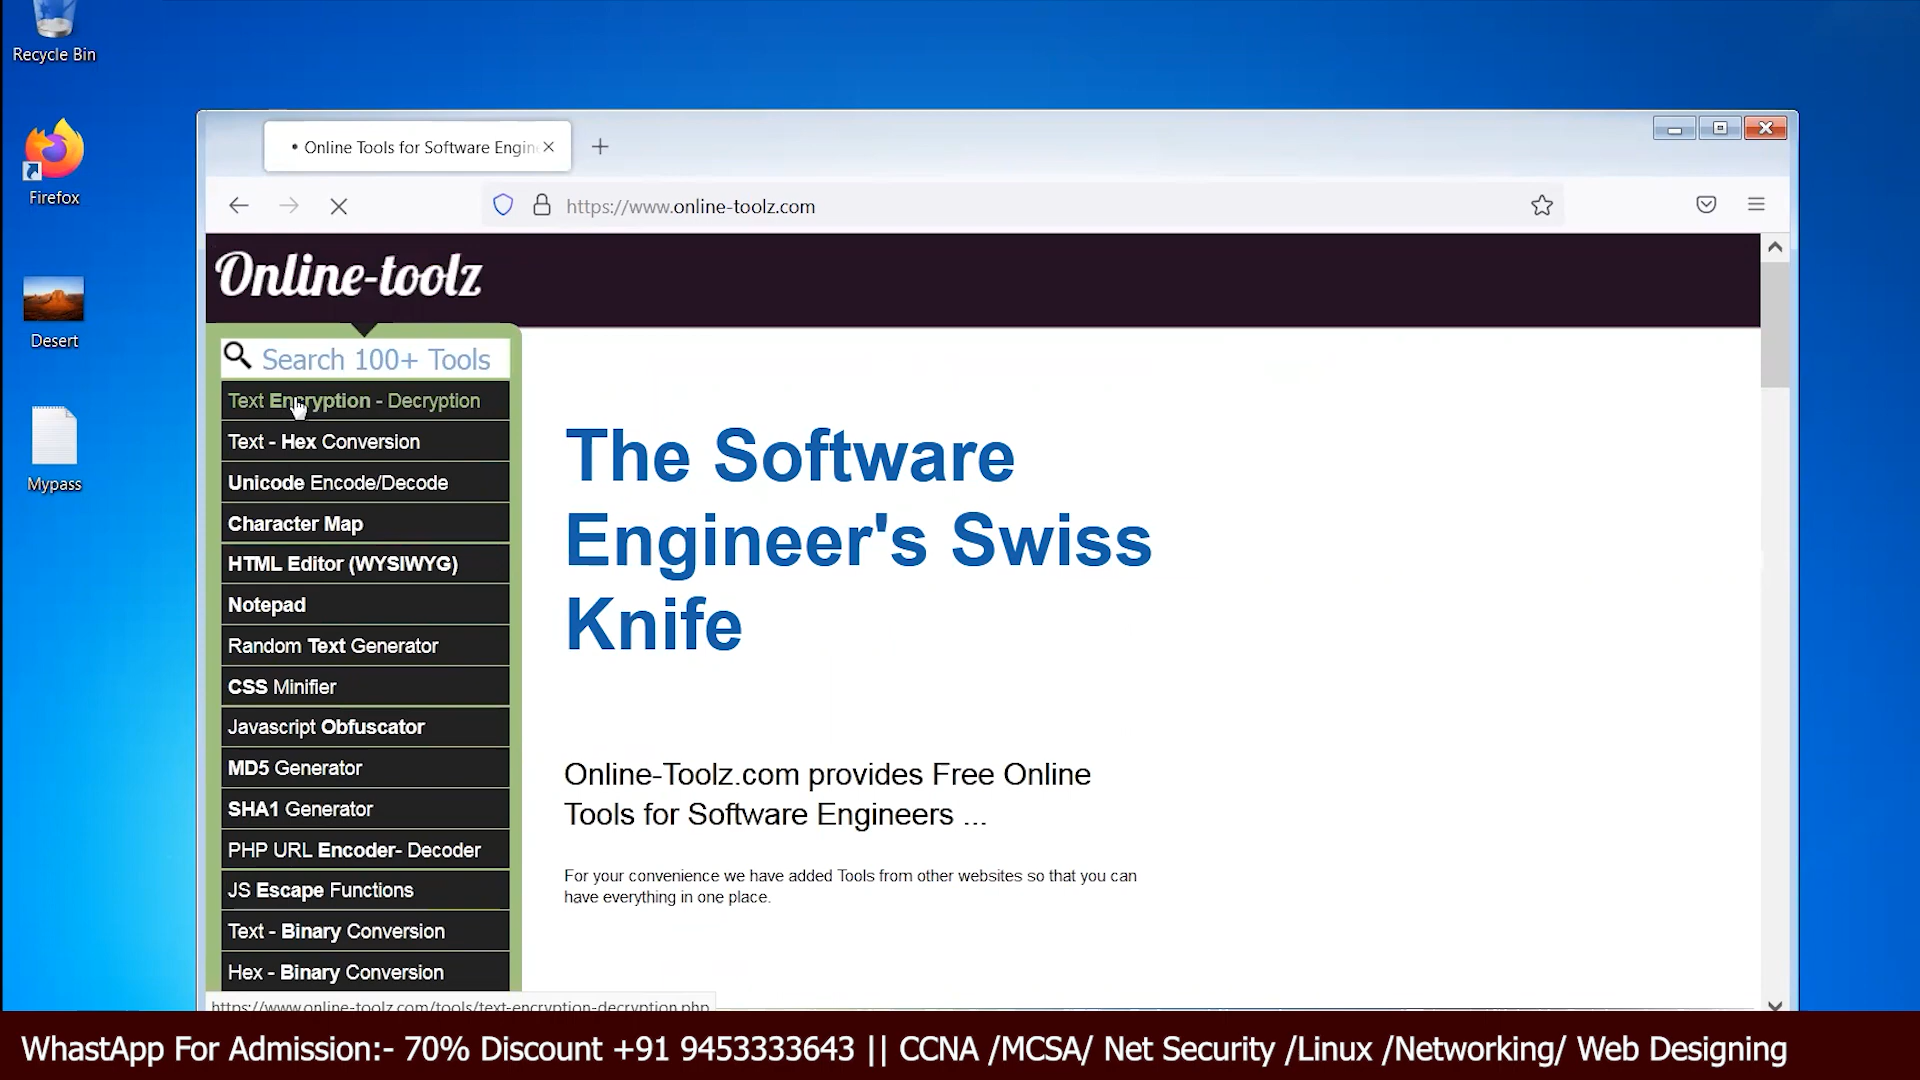 Recycle Bin
Firefox
Desert
Mypass
Online Tools for Software Engin
https://www.online-toolz.com
Online-toolz
Search 100+ Tools
Text Encryption - Decryption
Text - Hex Conversion
Unicode Encode/Decode
Character Map
HTML Editor (WYSIWYG)
Notepad
Random Text Generator
CSS Minifier
Javascript Obfuscator
MD5 Generator
SHA1 Generator
PHP URL Encoder- Decoder
JS Escape Functions
Text - Binary Conversion
Hex - Binary Conversion
The Software
Engineer's Swiss
Knife
Online-Toolz.com provides Free Online
Tools for Software Engineers ...
For your convenience we have added Tools from other websites so that you can
have everything in one place.
https://www.online-toolz.com/tools/text-encryption-decryption.php
WhastApp For Admission:- 70% Discount +91 9453333643 || CCNA /MCSA/ Net Security /Linux /Networking/ Web Designing